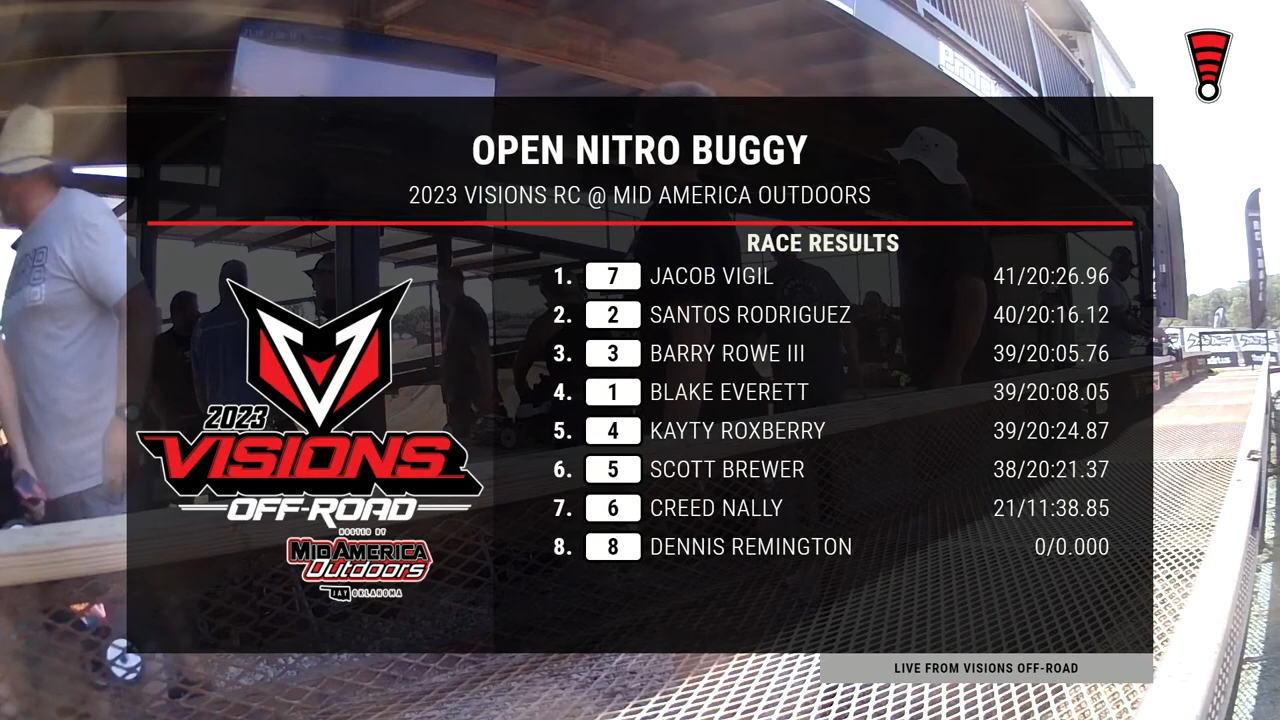 OPEN NITRO BUGGY
2023 VISIONS RC @ MID AMERICA OUTDOORS
RACE RESULTS
1. 7 JACOB VIGIL 41/20:26.96
2. 2 SANTOS RODRIGUEZ 40/20:16.12
3. 3 BARRY ROWE III 39/20:05.76
4. 1 BLAKE EVERETT 39/20:08.05
5. 4 KAYTY ROXBERRY 39/20:24.87
6. 5 SCOTT BREWER 38/20:21.37
7. 6 CREED NALLY 21/11:38.85
8. 8 DENNIS REMINGTON 0/0.000
2023
VISIONS
OFF-ROAD
HOSTED BY
MIDAMERICA
Outdoors
JAY OKLAHOMA
LIVE FROM VISIONS OFF-ROAD